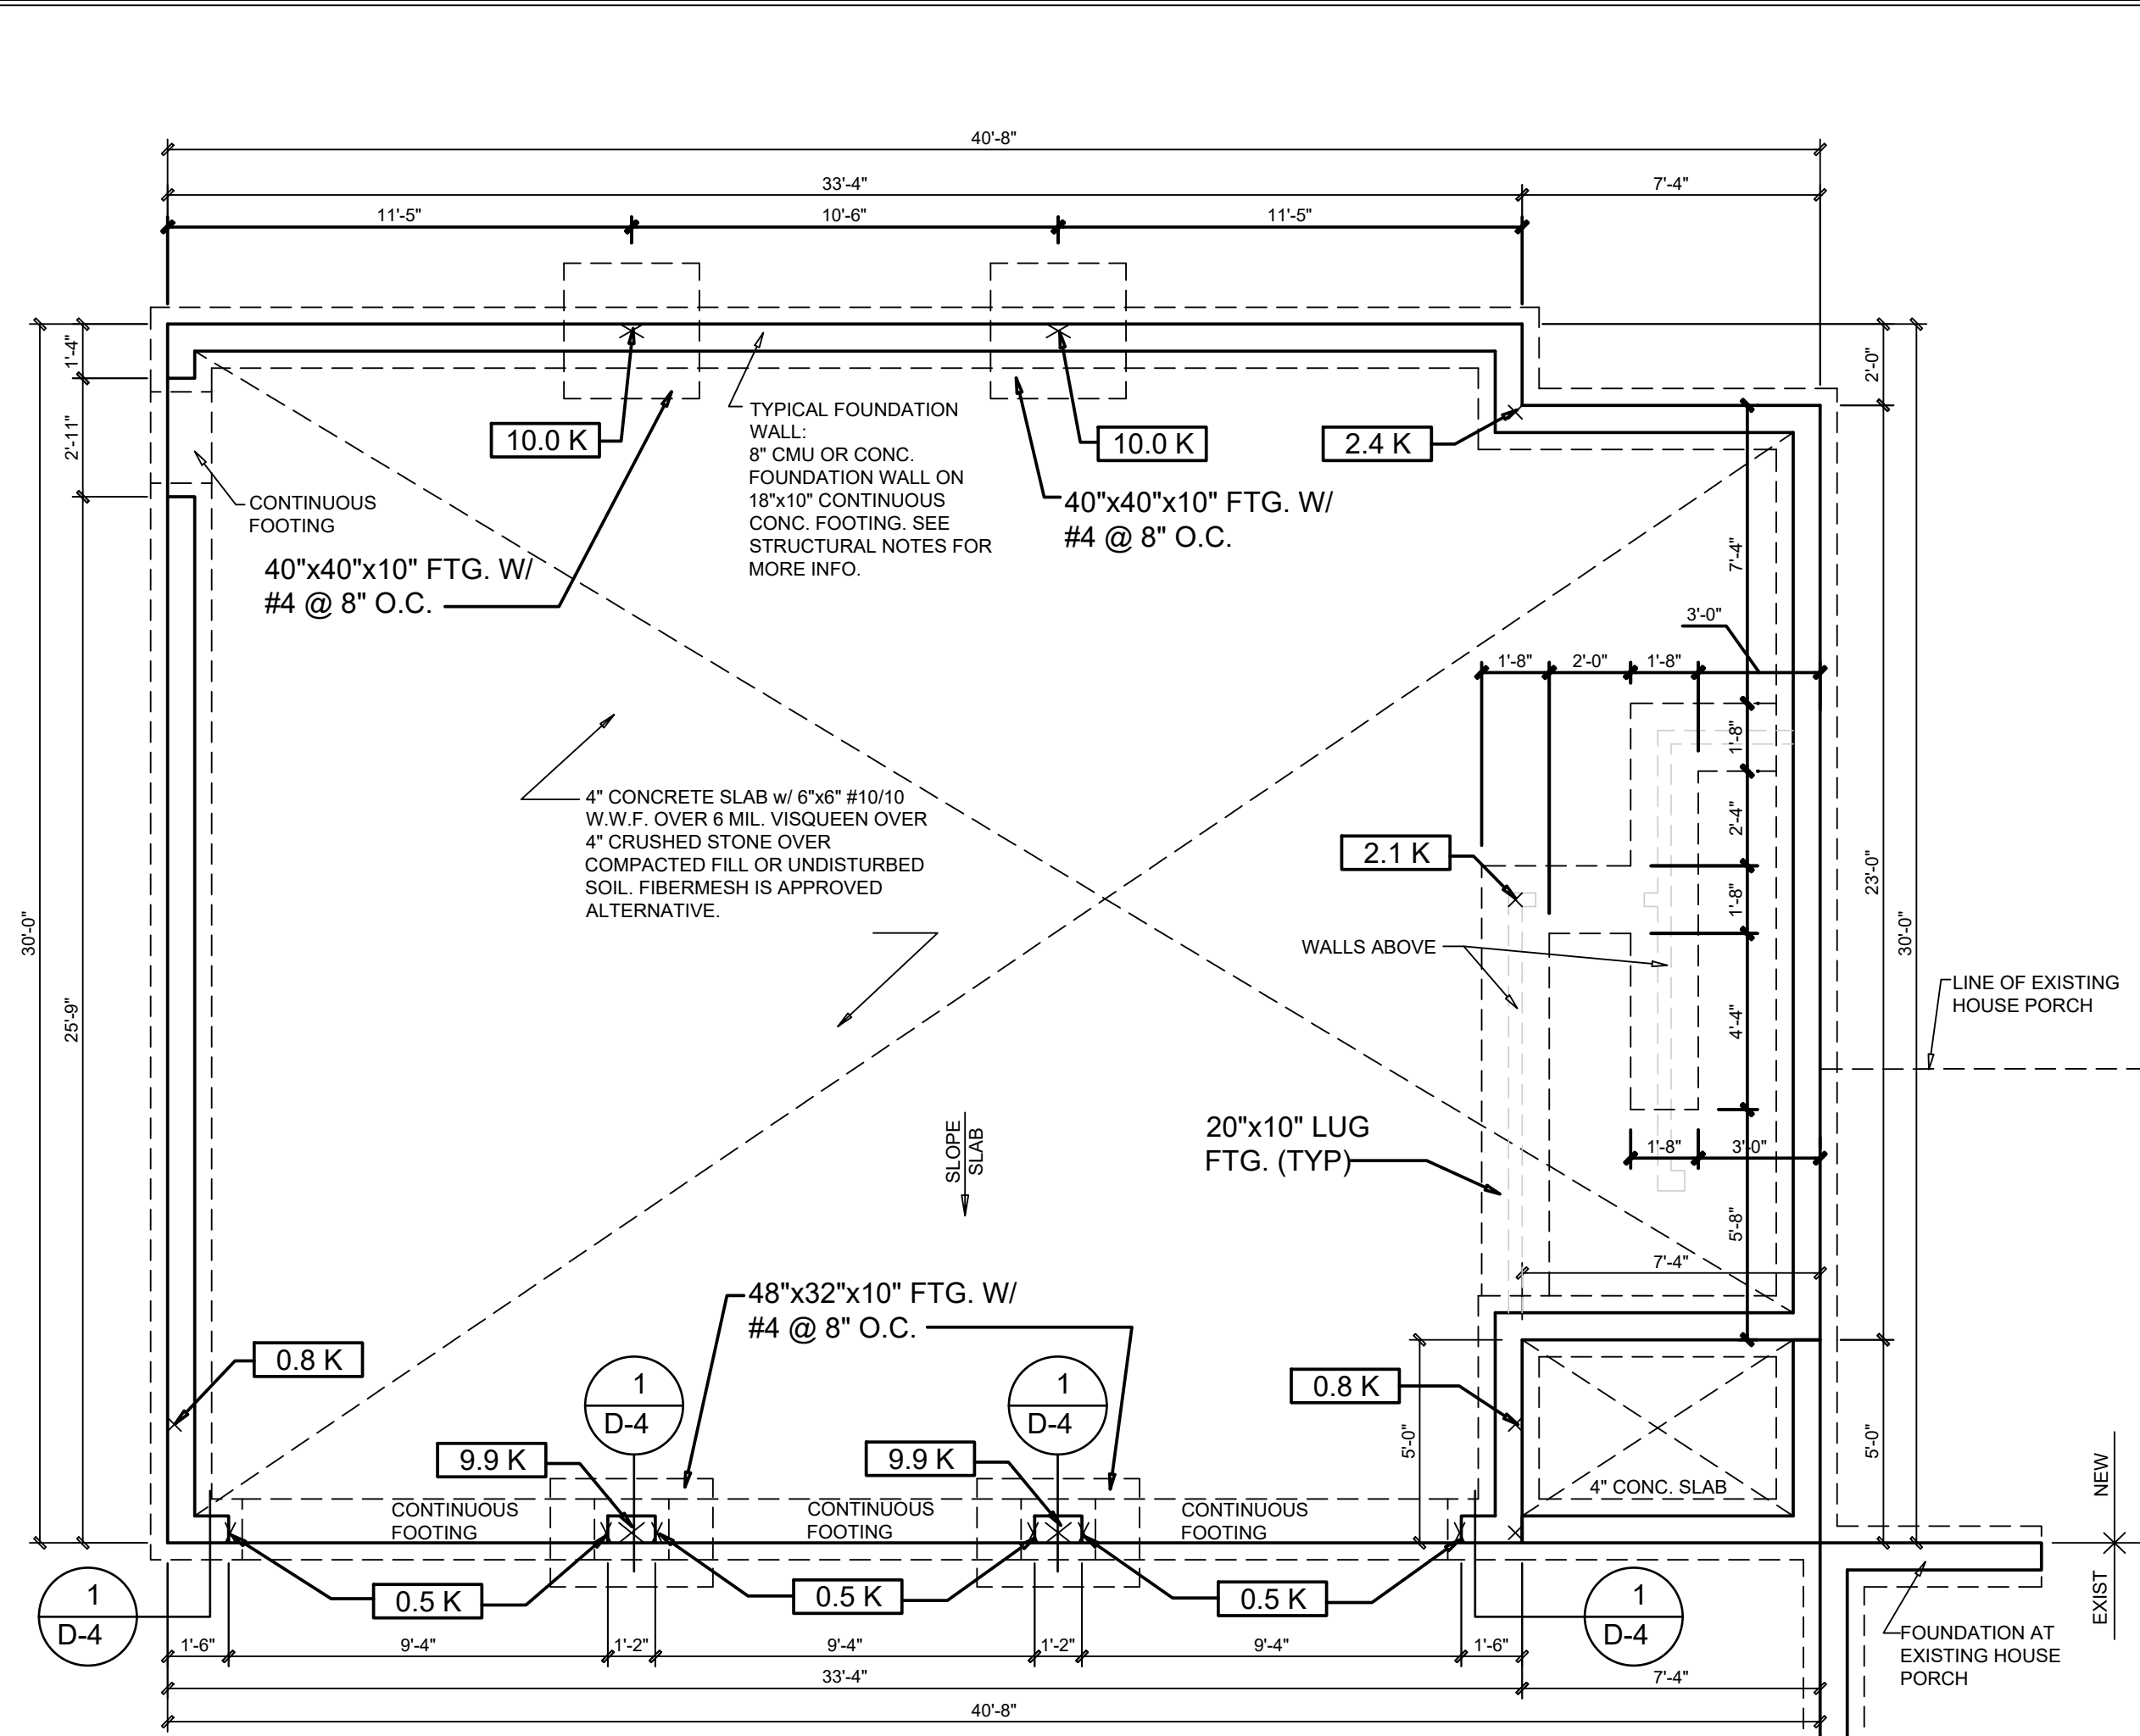 40'-8"
33'-4"
7'-4"
11'-5"
10'-6"
11'-5"
1'-4"
2'-11"
25'-9"
30'-0"
2'-0"
23'-0"
30'-0"
5'-0"
10.0 K
10.0 K
2.4 K
TYPICAL FOUNDATION
WALL:
8" CMU OR CONC.
FOUNDATION WALL ON
18"x10" CONTINUOUS
CONC. FOOTING. SEE
STRUCTURAL NOTES FOR
MORE INFO.
CONTINUOUS
FOOTING
40"x40"x10" FTG. W/
#4 @ 8" O.C.
40"x40"x10" FTG. W/
#4 @ 8" O.C.
7'-4"
3'-0"
1'-8"
2'-0"
1'-8"
1'-8"
2'-4"
1'-8"
4'-4"
5'-8"
4" CONCRETE SLAB w/ 6"x6" #10/10
W.W.F. OVER 6 MIL. VISQUEEN OVER
4" CRUSHED STONE OVER
COMPACTED FILL OR UNDISTURBED
SOIL. FIBERMESH IS APPROVED
ALTERNATIVE.
2.1 K
WALLS ABOVE
LINE OF EXISTING
HOUSE PORCH
SLOPE
SLAB
20"x10" LUG
FTG. (TYP)
1'-8"
3'-0"
7'-4"
48"x32"x10" FTG. W/
#4 @ 8" O.C.
0.8 K
1
D-4
1
D-4
0.8 K
5'-0"
9.9 K
9.9 K
4" CONC. SLAB
CONTINUOUS
FOOTING
CONTINUOUS
FOOTING
CONTINUOUS
FOOTING
NEW
EXIST
1
D-4
0.5 K
0.5 K
0.5 K
1
D-4
FOUNDATION AT
EXISTING HOUSE
PORCH
1'-6"
9'-4"
1'-2"
9'-4"
1'-2"
9'-4"
1'-6"
33'-4"
7'-4"
40'-8"